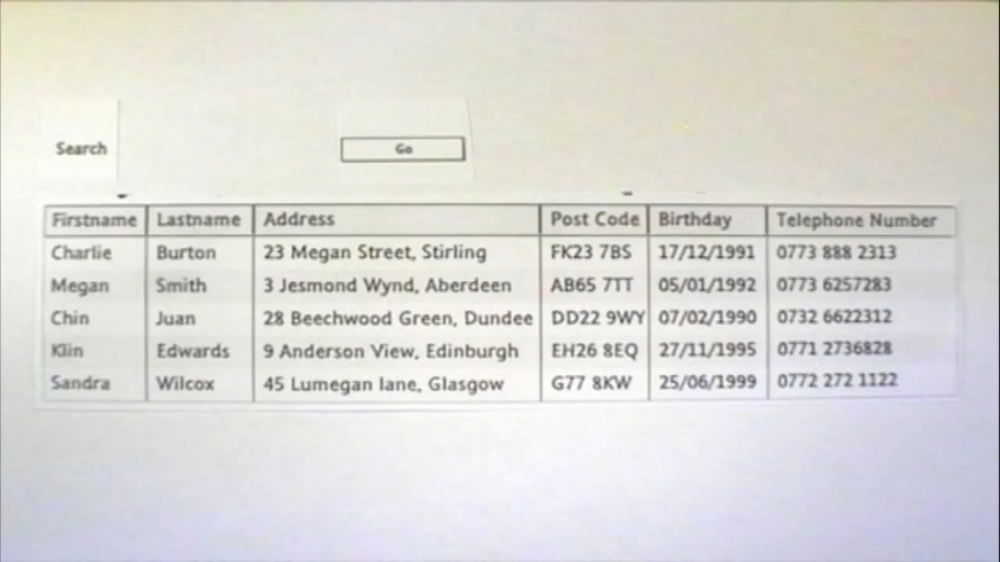 Search Go
Firstname Lastname Address Post Code Birthday Telephone Number
Charlie Burton 23 Megan Street, Stirling FK23 7BS 17/12/1991 0773 888 2313
Megan Smith 3 Jesmond Wynd, Aberdeen AB65 7TT 05/01/1992 0773 6257283
Chin Juan 28 Beechwood Green, Dundee DD22 9WY 07/02/1990 0732 6622312
Klin Edwards 9 Anderson View, Edinburgh EH26 8EQ 27/11/1995 0771 2736828
Sandra Wilcox 45 Lumegan lane, Glasgow G77 8KW 25/06/1999 0772 272 1122